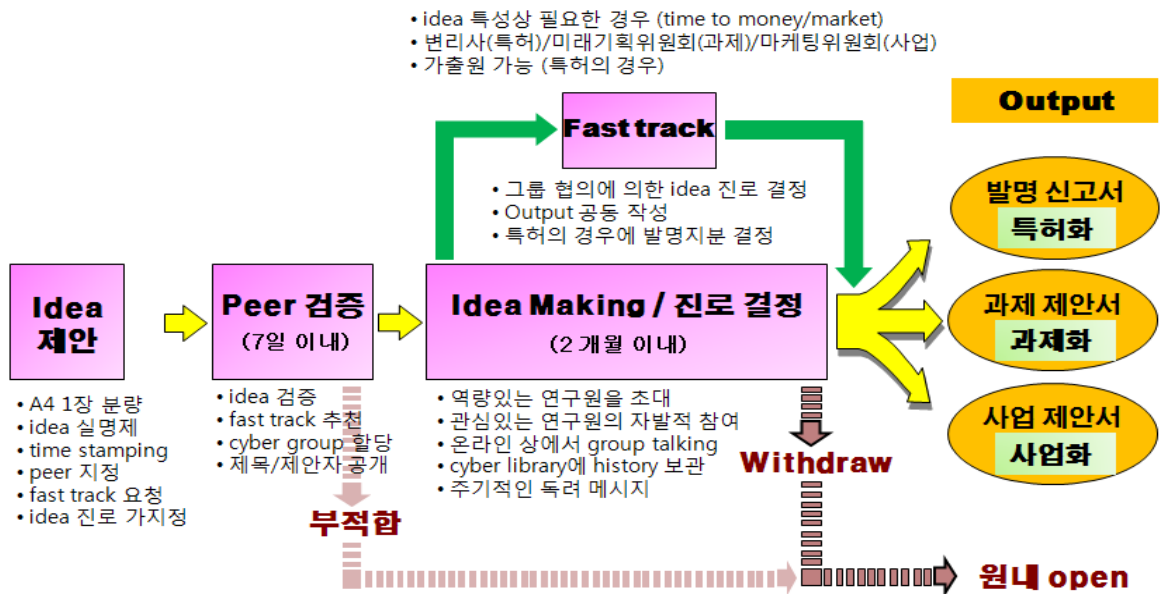 • idea 특성상 필요한 경우 (time to money/market)
• 변리사(특허)/미래기획위원회(과제)/마케팅위원회(사업)
• 가출원 가능 (특허의 경우)
Output
Fast track
• 그룹 협의에 의한 idea 진로 결정
• Output 공동 작성
• 특허의 경우에 발명지분 결정
발명 신고서
특허화
Idea
제안
Peer 검증
(7일 이내)
Idea Making / 진로 결정
(2 개월 이내)
과제 제안서
과제화
• A4 1장 분량
• idea 실명제
• time stamping
• peer 지정
• fast track 요청
• idea 진로 가지정
• idea 검증
• fast track 추천
• cyber group 할당
• 제목/제안자 공개
• 역량있는 연구원을 초대
• 관심있는 연구원의 자발적 참여
• 온라인 상에서 group talking
• cyber library에 history 보관
• 주기적인 독려 메시지
사업 제안서
사업화
Withdraw
부적합
원내 open